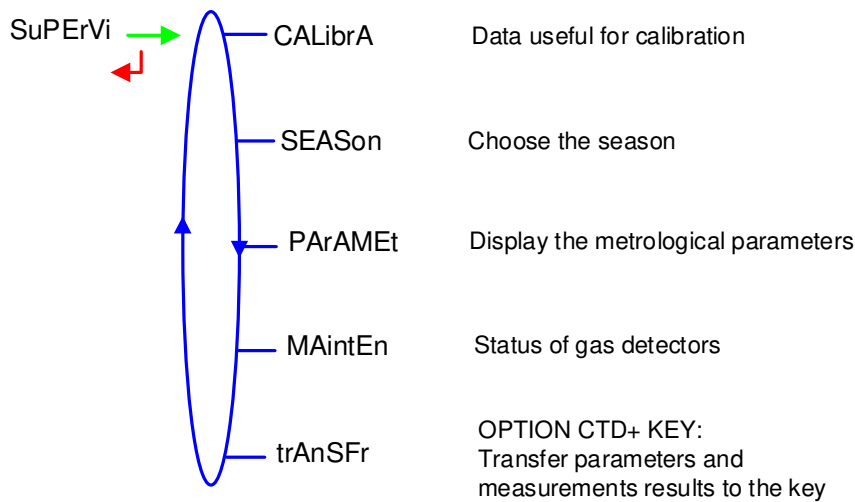 SuPErVi
CALibrA Data useful for calibration
SEASon Choose the season
PArAMEt Display the metrological parameters
MAintEn Status of gas detectors
trAnSFr OPTION CTD+ KEY:
Transfer parameters and
measurements results to the key